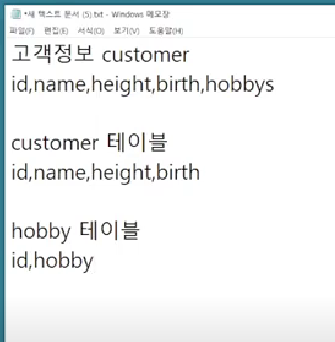 *새 텍스트 문서 (5).txt - Windows 메모장
파일(F) 편집(E) 서식(O) 보기(V) 도움말(H)
고객정보 customer
id,name,height,birth,hobbys
customer 테이블
id,name,height,birth
hobby 테이블
id,hobby